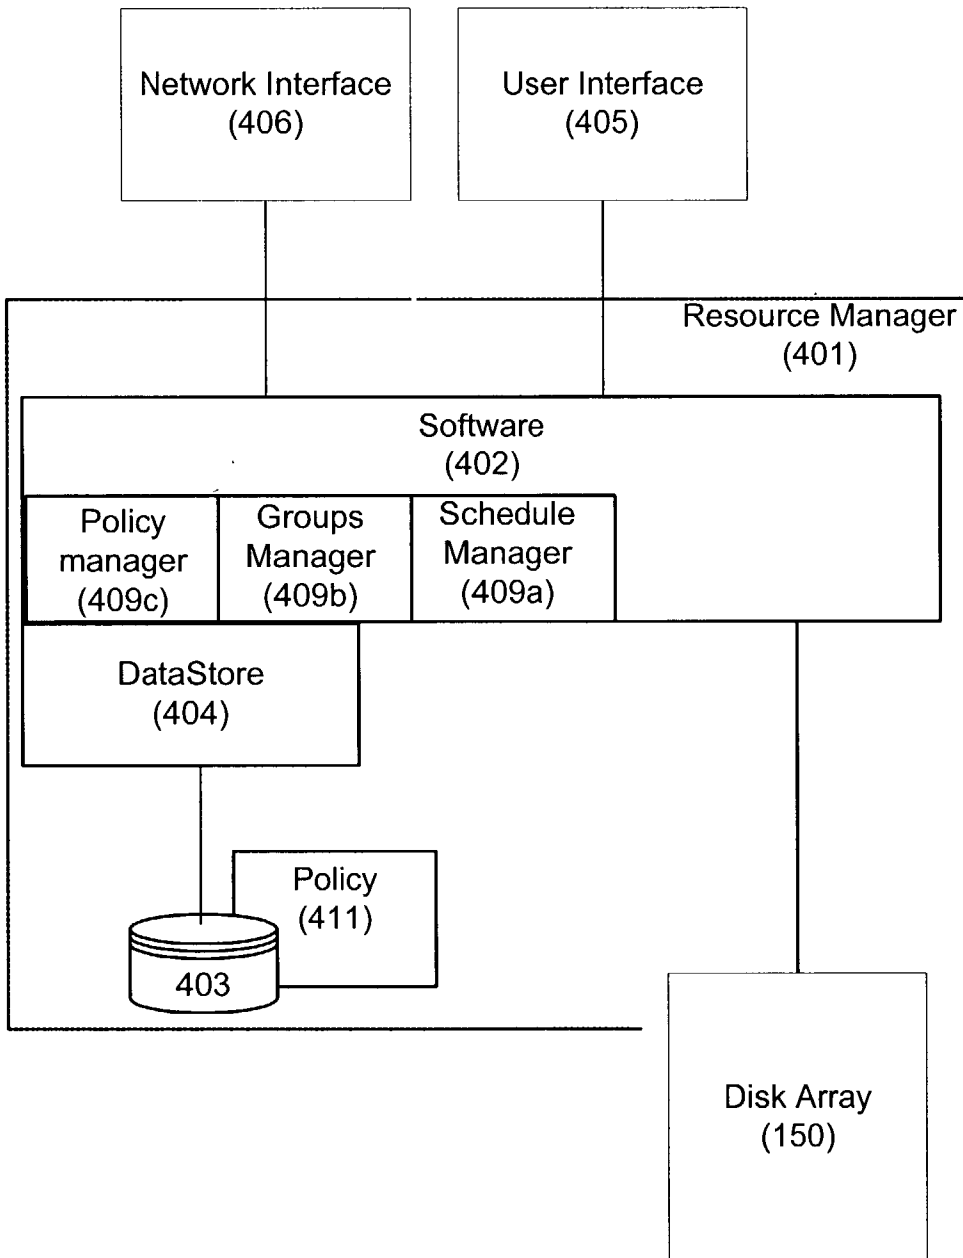 Network Interface
(406)
User Interface
(405)
Resource Manager
(401)
Software
(402)
Policy
manager
(409c)
Groups
Manager
(409b)
Schedule
Manager
(409a)
DataStore
(404)
Policy
(411)
403
Disk Array
(150)